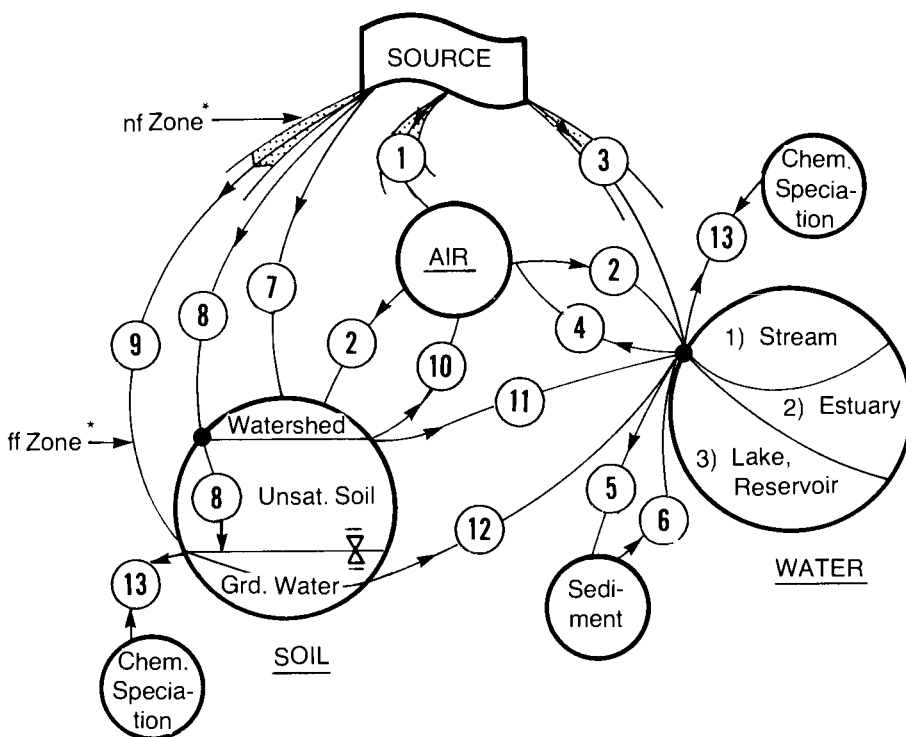 SOURCE
nf Zone*
1
3
Chem.
Specia-
tion
13
AIR
2
4
7
8
9
2
10
11
1) Stream
2) Estuary
3) Lake,
Reservoir
WATER
ff Zone*
Watershed
8
Unsat. Soil
Grd. Water
12
5
6
Sedi-
ment
13
SOIL
Chem.
Specia-
tion